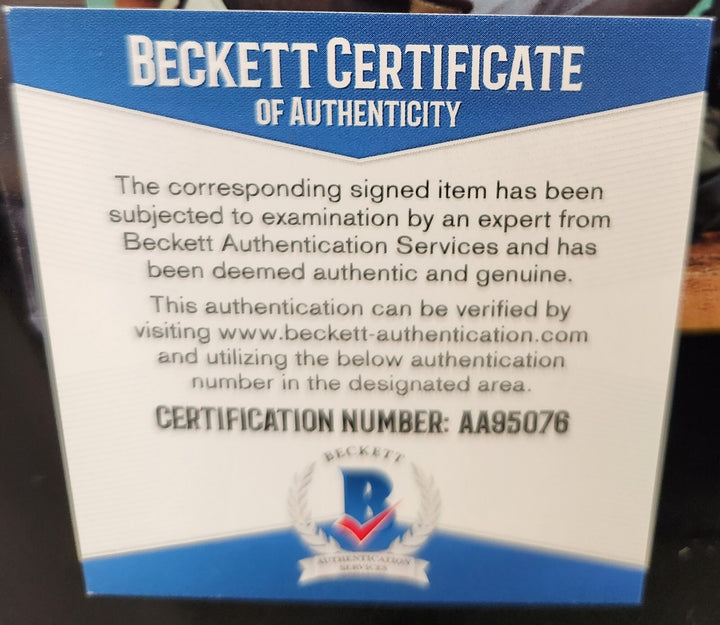 BECKETT CERTIFICATE
OF AUTHENTICITY
The corresponding signed item has been
subjected to examination by an expert from
Beckett Authentication Services and has
been deemed authentic and genuine.
This authentication can be verified by
visiting www.beckett-authentication.com
and utilizing the below authentication
number in the designated area.
CERTIFICATION NUMBER: AA95076
BECKETT
B
AUTHENTICATION
SERVICES